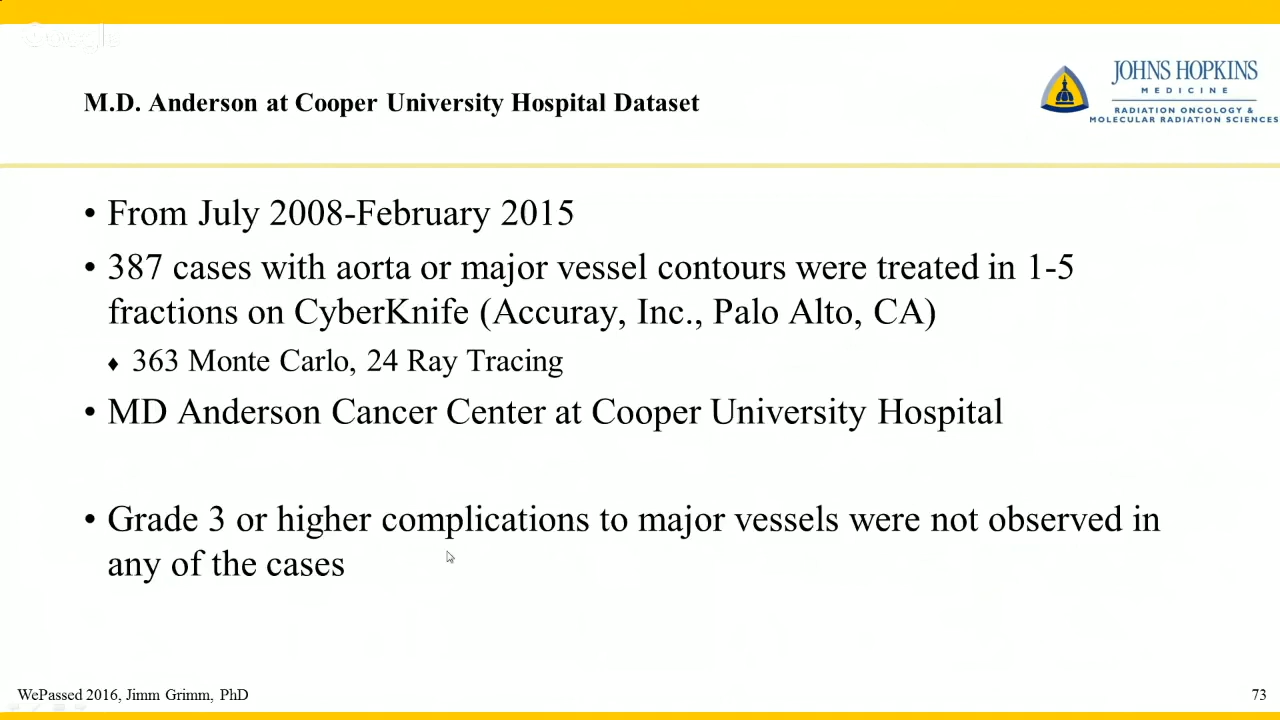 Google
M.D. Anderson at Cooper University Hospital Dataset
JOHNS HOPKINS
MEDICINE
RADIATION ONCOLOGY &
MOLECULAR RADIATION SCIENCES
• From July 2008-February 2015
• 387 cases with aorta or major vessel contours were treated in 1-5
fractions on CyberKnife (Accuray, Inc., Palo Alto, CA)
♦ 363 Monte Carlo, 24 Ray Tracing
• MD Anderson Cancer Center at Cooper University Hospital
• Grade 3 or higher complications to major vessels were not observed in
any of the cases
WePassed 2016, Jimm Grimm, PhD
73